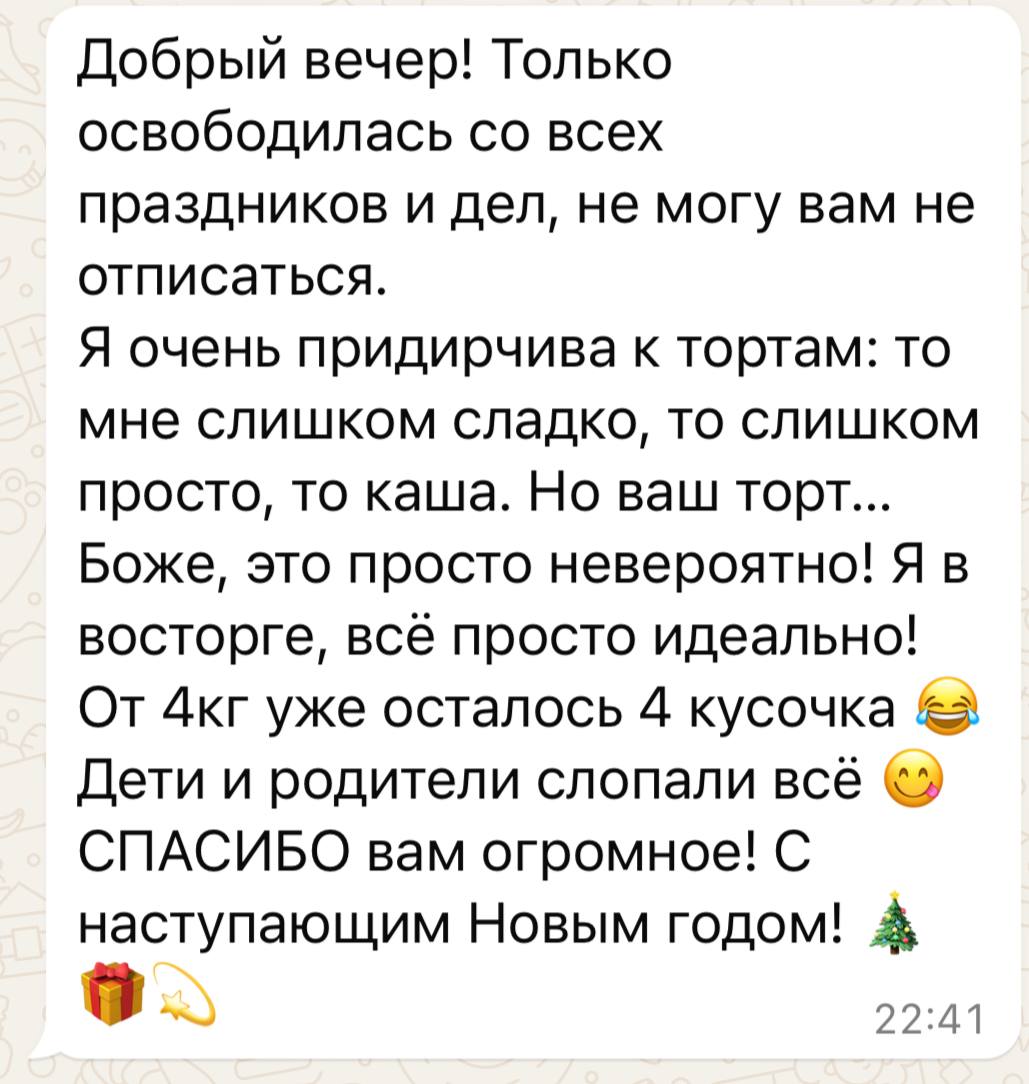 Добрый вечер! Только
освободилась со всех
праздников и дел, не могу вам не
отписаться.
Я очень придирчива к тортам: то
мне слишком сладко, то слишком
просто, то каша. Но ваш торт...
Боже, это просто невероятно! Я в
восторге, всё просто идеально!
От 4кг уже осталось 4 кусочка 😂
Дети и родители слопали всё 😋
СПАСИБО вам огромное! С
наступающим Новым годом! 🎄
🎁💫
22:41